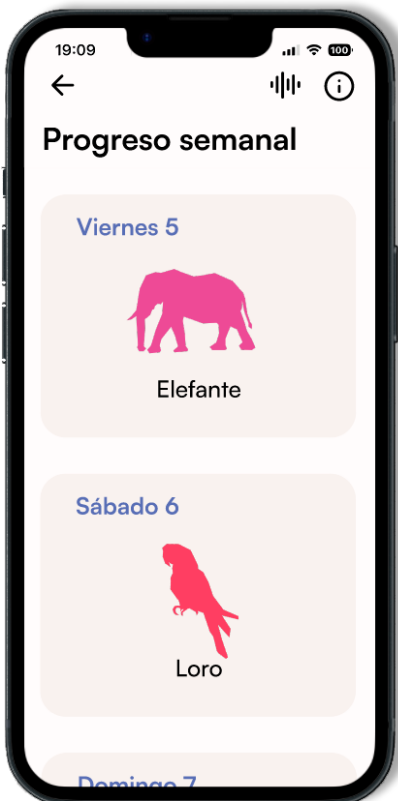 19:09
100
Progreso semanal
Viernes 5
Elefante
Sábado 6
Loro
Domingo 7